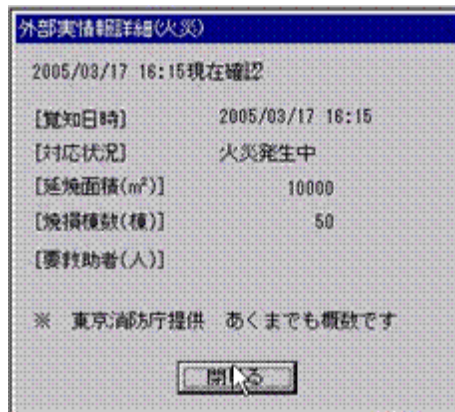 外部実情報詳細(火災)
2005/03/17 16:15現在確認
[覚知日時] 2005/03/17 16:15
[対応状況] 火災発生中
[延焼面積(㎡)] 10000
[焼損棟数(棟)] 50
[要救助者(人)]
※ 東京消防庁提供 あくまでも概数です